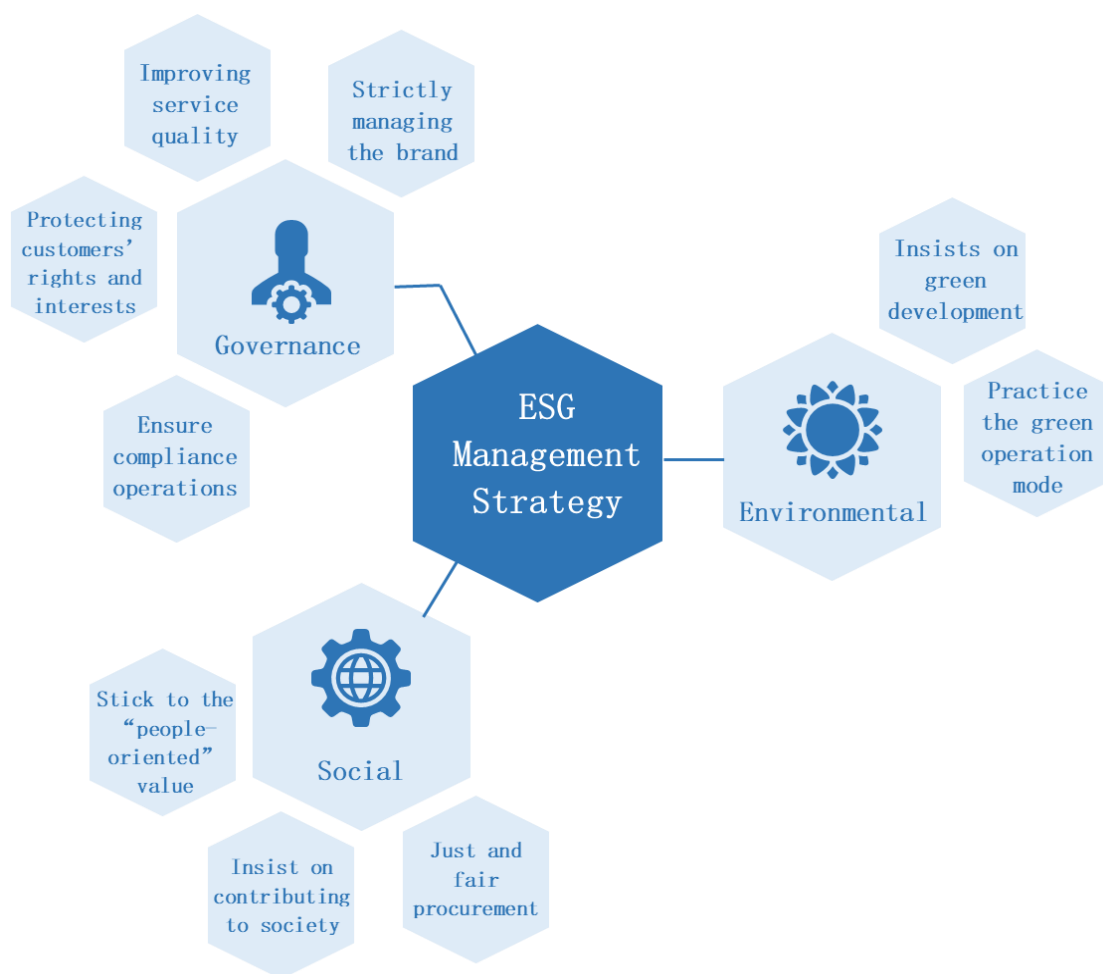 Improving
service
quality
Strictly
managing
the brand
Protecting
customers’
rights and
interests
Governance
Ensure
compliance
operations
ESG
Management
Strategy
Insists on
green
development
Practice
the green
operation
mode
Environmental
Stick to the
“people-
oriented”
value
Social
Insist on
contributing
to society
Just and
fair
procurement